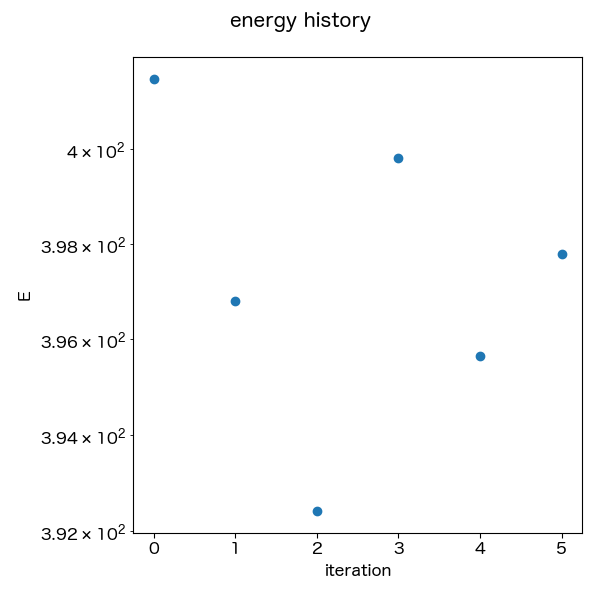 energy history
4 × 10²
3.98 × 10²
3.96 × 10²
3.94 × 10²
3.92 × 10²
E
0 1 2 3 4 5
iteration